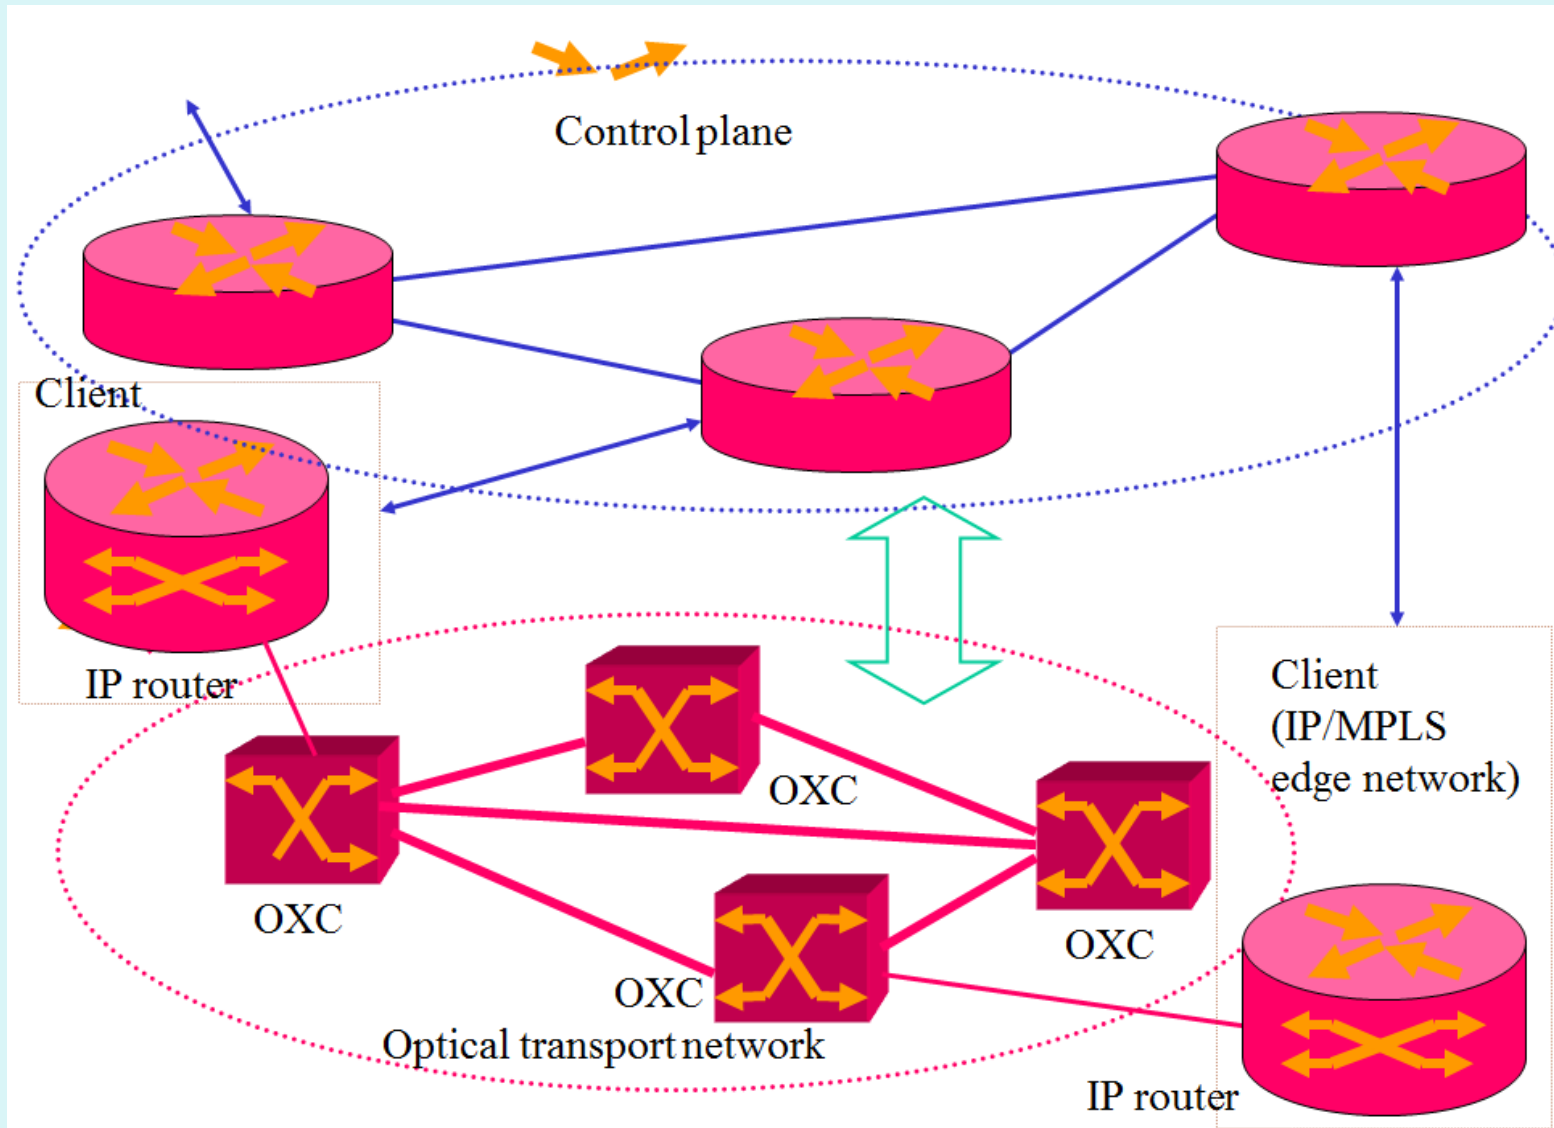 Control plane
Client
IP router
Client
(IP/MPLS
edge network)
OXC
OXC
OXC
OXC
Optical transport network
IP router